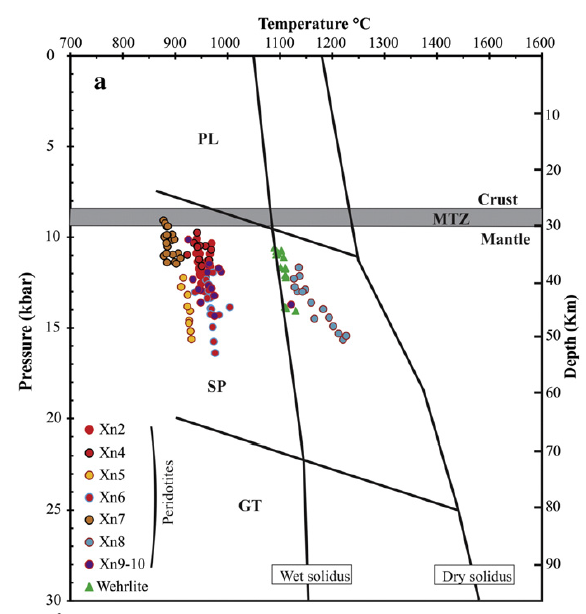 Temperature °C
700 800 900 1000 1100 1200 1300 1400 1600 1600
0
a
10
PL
5
20
Crust
MTZ
30
Mantle
10
40
Pressure (kbar)
Depth (Km)
15
50
SP
60
20
Xn2
70
Xn4
Xn5
Peridotites
Xn6
GT
25
80
Xn7
Xn8
Xn9-10
90
Wehrlite
Wet solidus
Dry solidus
30